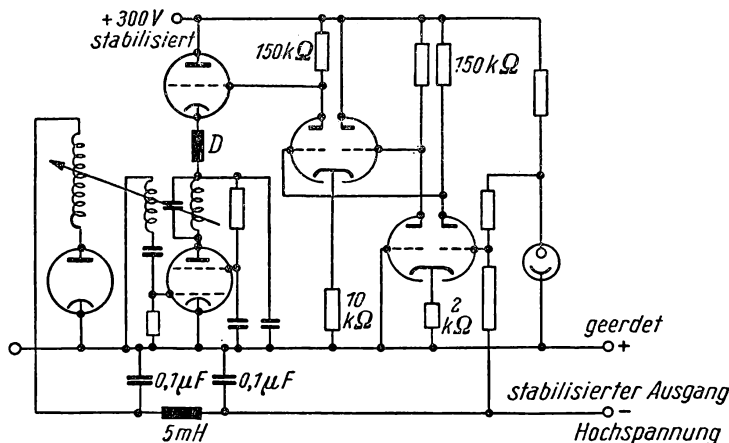 +300V
stabilisiert
150kΩ
150kΩ
D
10
kΩ
2
kΩ
geerdet
+
0,1μF
0,1μF
5mH
stabilisierter Ausgang
−
Hochspannung